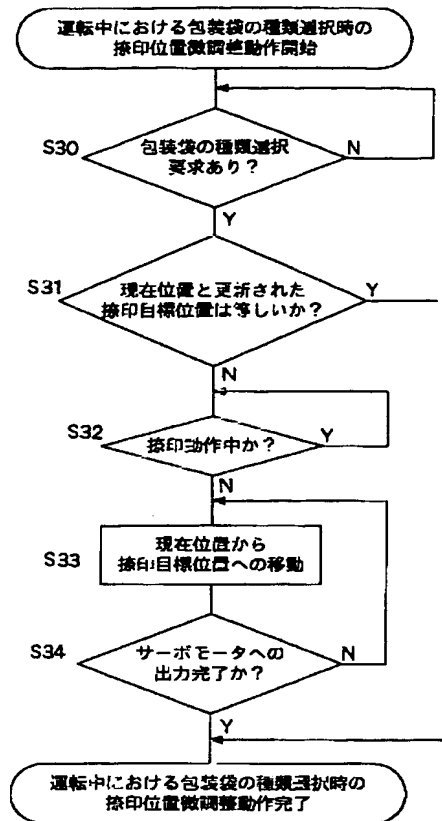 運転中における包装袋の種類選択時の
捺印位置微調整動作開始
S30
包装袋の種類選択
要求あり？
N
Y
S31
現在位置と更新された
捺印目標位置は等しいか？
Y
N
S32
捺印動作中か？
Y
N
S33
現在位置から
捺印目標位置への移動
S34
サーボモータへの
出力完了か？
N
Y
運転中における包装袋の種類選択時の
捺印位置微調整動作完了